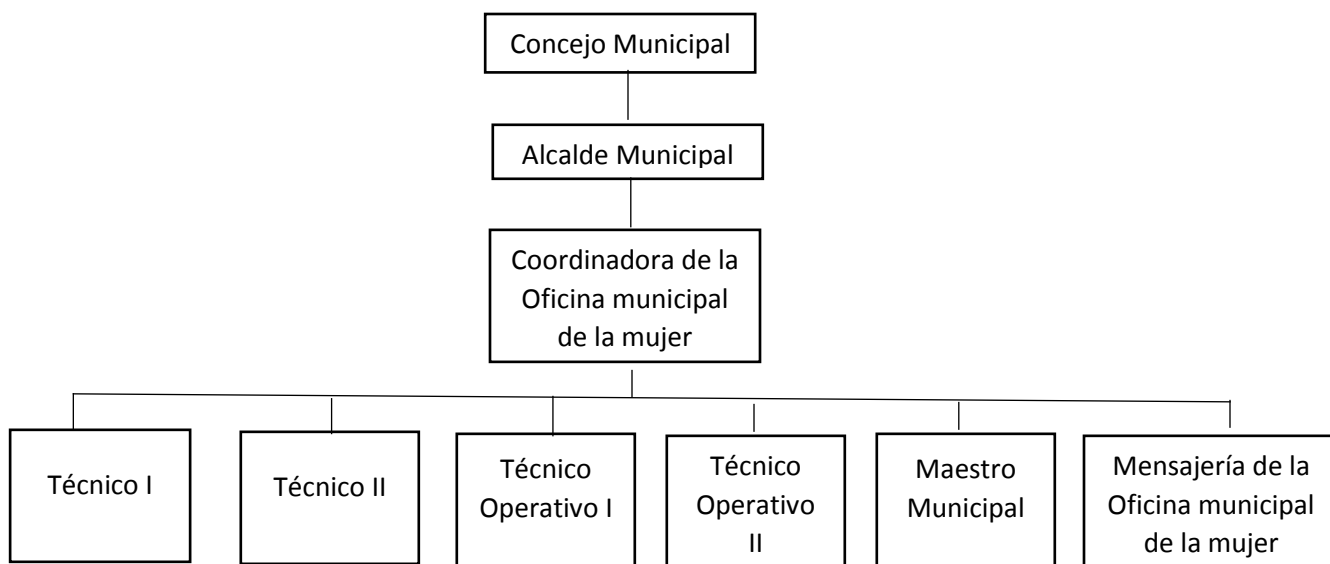 Concejo Municipal
Alcalde Municipal
Coordinadora de la
Oficina municipal
de la mujer
Técnico I
Técnico II
Técnico
Operativo I
Técnico
Operativo
II
Maestro
Municipal
Mensajería de la
Oficina municipal
de la mujer